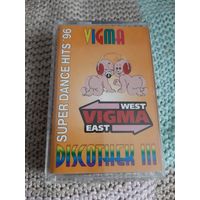 SUPER DANCE HITS '96
VIGMA
WEST
VIGMA
EAST
DISCOTHEK III